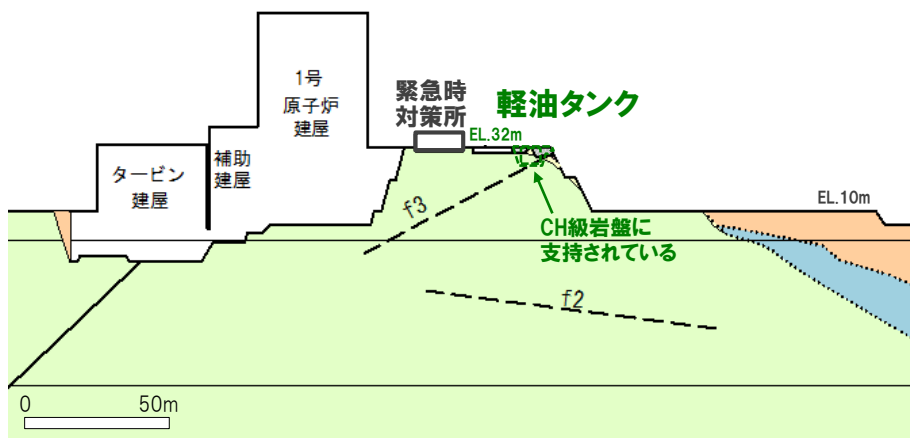 1号
原子炉
建屋
緊急時
対策所
軽油タンク
EL.32m
補助
建屋
タービン
建屋
f3
EL.10m
CH級岩盤に
支持されている
f2
0 50m